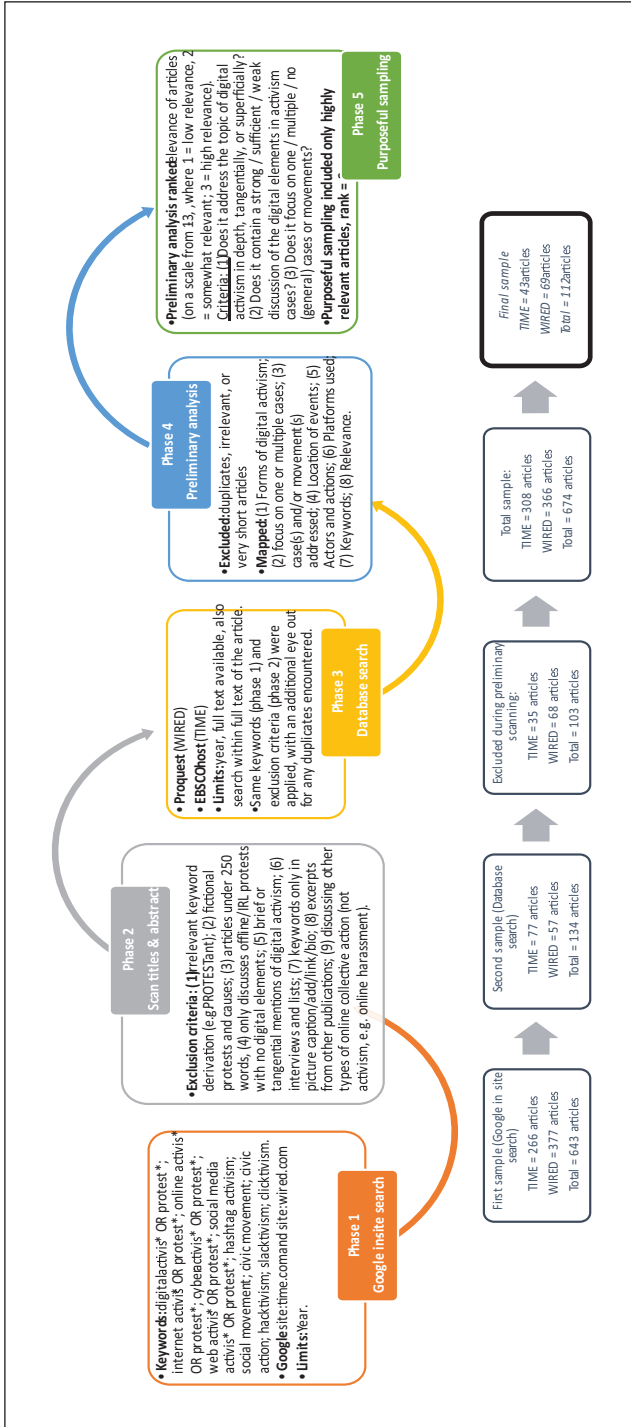 • Keywords:digitalactivis* OR protest*;
internet activis* OR protest*; online activis*
OR protest*; cybeactivis* OR protest*;
web activis* OR protest*; social media
activis* OR protest*; hashtag activism;
social movement; civic movement; civic
action; hacktivism; slacktivism; clicktivism.
• Googlesite:time.comand site:wired.com
• Limits:Year.
Phase 1
Google insite search
Phase 2
Scan titles & abstract
•Exclusion criteria: (1)Irrelevant keyword
derivation (e.gPROTESTant); (2) fictional
protests and causes; (3) articles under 250
words, (4) only discusses offline/IRL protests
with no digital elements; (5) brief or
tangential mentions of digital activism; (6)
interviews and lists; (7) keywords only in
picture caption/add/link/bio; (8) excerpts
from other publications; (9) discussing other
types of online collective action (not
activism, e.g. online harassment).
• Proquest (WIRED)
• EBSCOhost (TIME)
• Limits:year, full text available, also
search within full text of the article.
•Same keywords (phase 1) and
exclusion criteria (phase 2) were
applied, with an additional eye out
for any duplicates encountered.
Phase 3
Database search
Phase 4
Preliminary analysis
•Excluded:duplicates, irrelevant, or
very short articles
•Mapped:(1) Forms of digital activism;
(2) focus on one or multiple cases; (3)
case(s) and/or movement(s)
addressed; (4) Location of events; (5)
Actors and actions; (6) Platforms used;
(7) Keywords; (8) Relevance.
•Preliminary analysis ranked relevance of articles
(on a scale from 13, ,where 1 = low relevance, 2
= somewhat relevant; 3 = high relevance).
Criteria: (1)Does it address the topic of digital
activism in depth, tangentially, or superficially?
(2) Does it contain a strong / sufficient / weak
discussion of the digital elements in activism
cases? (3) Does it focus on one / multiple / no
(general) cases or movements?
•Purposeful sampling included only highly
relevant articles, rank =
Phase 5
Purposeful sampling
First sample (Google in site
search)
TIME = 266 articles
WIRED = 377 articles
Total = 643 articles
Second sample (Database
search)
TIME = 77 articles
WIRED = 57 articles
Total = 134 articles
Excluded during preliminary
scanning:
TIME = 35 articles
WIRED = 68 articles
Total = 103 articles
Total sample:
TIME = 308 articles
WIRED = 366 articles
Total = 674 articles
Final sample
TIME = 43articles
WIRED = 69articles
Total = 112articles